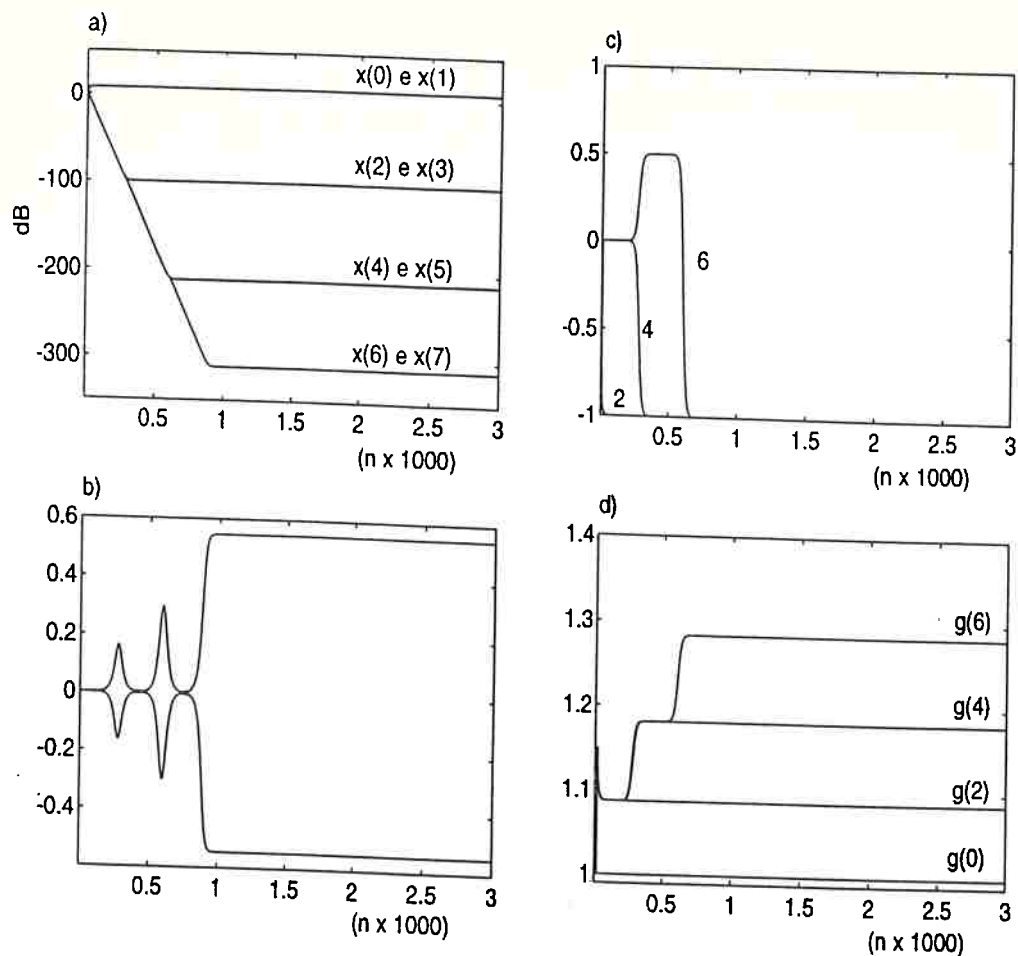 a)
x(0) e x(1)
0
-100
x(2) e x(3)
dB
-200
x(4) e x(5)
-300
x(6) e x(7)
0.5 1 1.5 2 2.5 3
(n x 1000)
c)
1
0.5
0
6
-0.5
4
2
-1
0.5 1 1.5 2 2.5 3
(n x 1000)
b)
0.6
0.4
0.2
0
-0.2
-0.4
0.5 1 1.5 2 2.5 3
(n x 1000)
d)
1.4
1.3
g(6)
1.2
g(4)
1.1
g(2)
g(0)
1
0.5 1 1.5 2 2.5 3
(n x 1000)